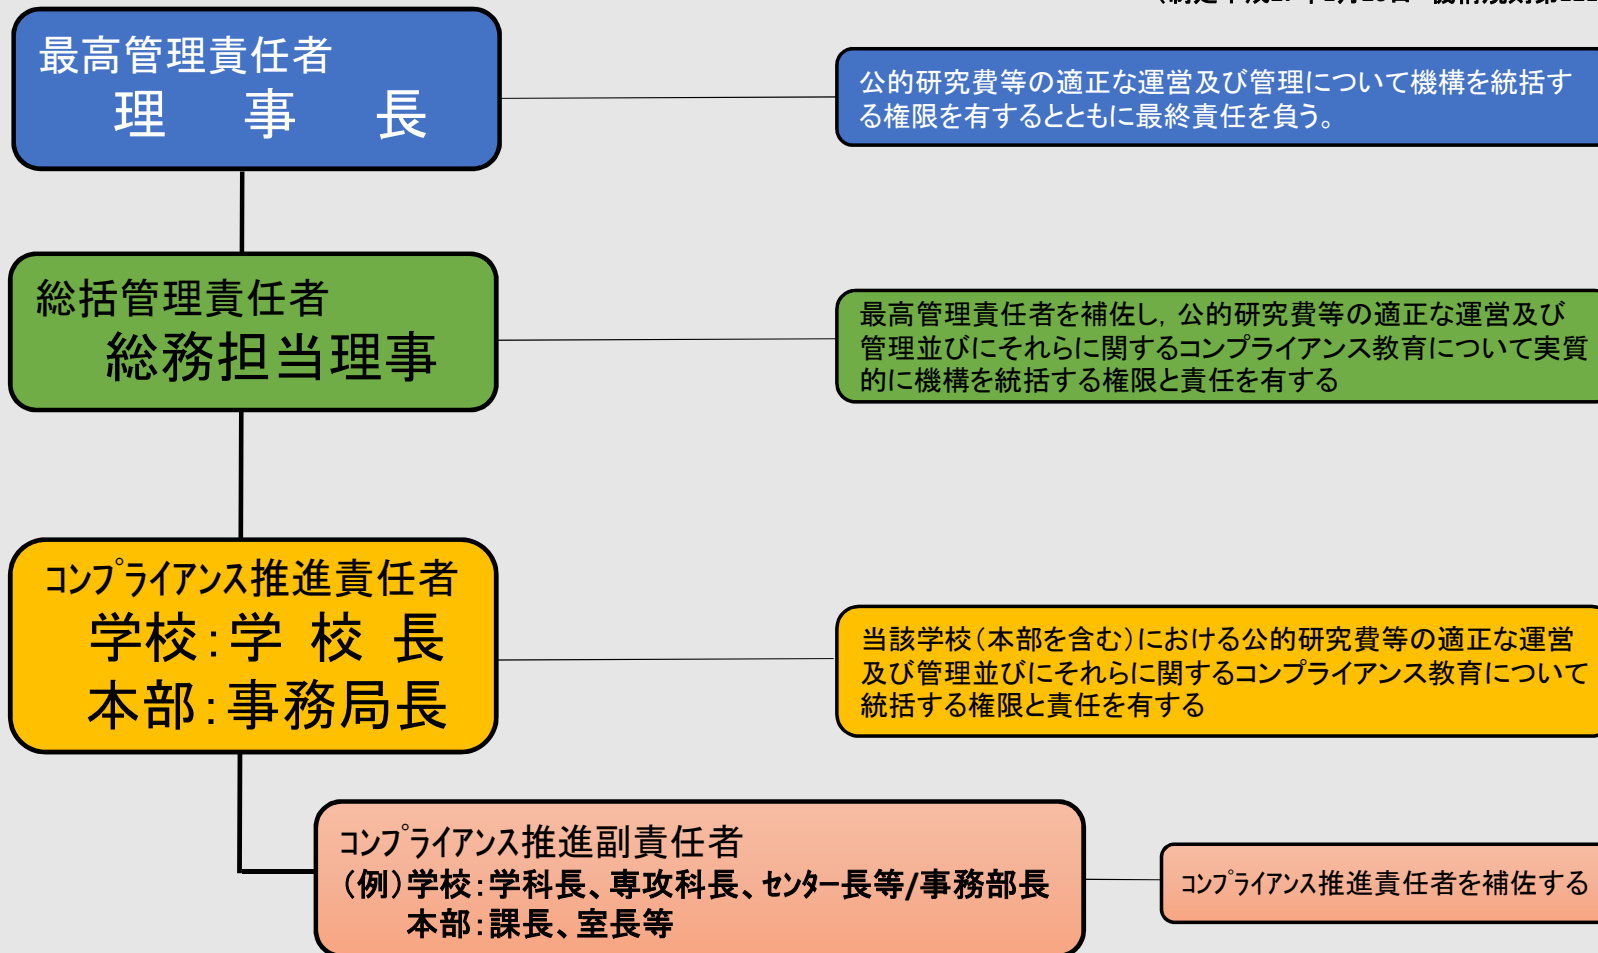 最高管理責任者
理 事 長
公的研究費等の適正な運営及び管理について機構を統括す
る権限を有するとともに最終責任を負う。
総括管理責任者
総務担当理事
最高管理責任者を補佐し，公的研究費等の適正な運営及び
管理並びにそれらに関するコンプライアンス教育について実質
的に機構を統括する権限と責任を有する
ｺﾝﾌﾟﾗｲｱﾝｽ推進責任者
学校：学 校 長
本部：事務局長
当該学校（本部を含む）における公的研究費等の適正な運営
及び管理並びにそれらに関するコンプライアンス教育について
統括する権限と責任を有する
ｺﾝﾌﾟﾗｲｱﾝｽ推進副責任者
（例）学校：学科長、専攻科長、ｾﾝﾀｰ長等/事務部長
本部：課長、室長等
ｺﾝﾌﾟﾗｲｱﾝｽ推進責任者を補佐する